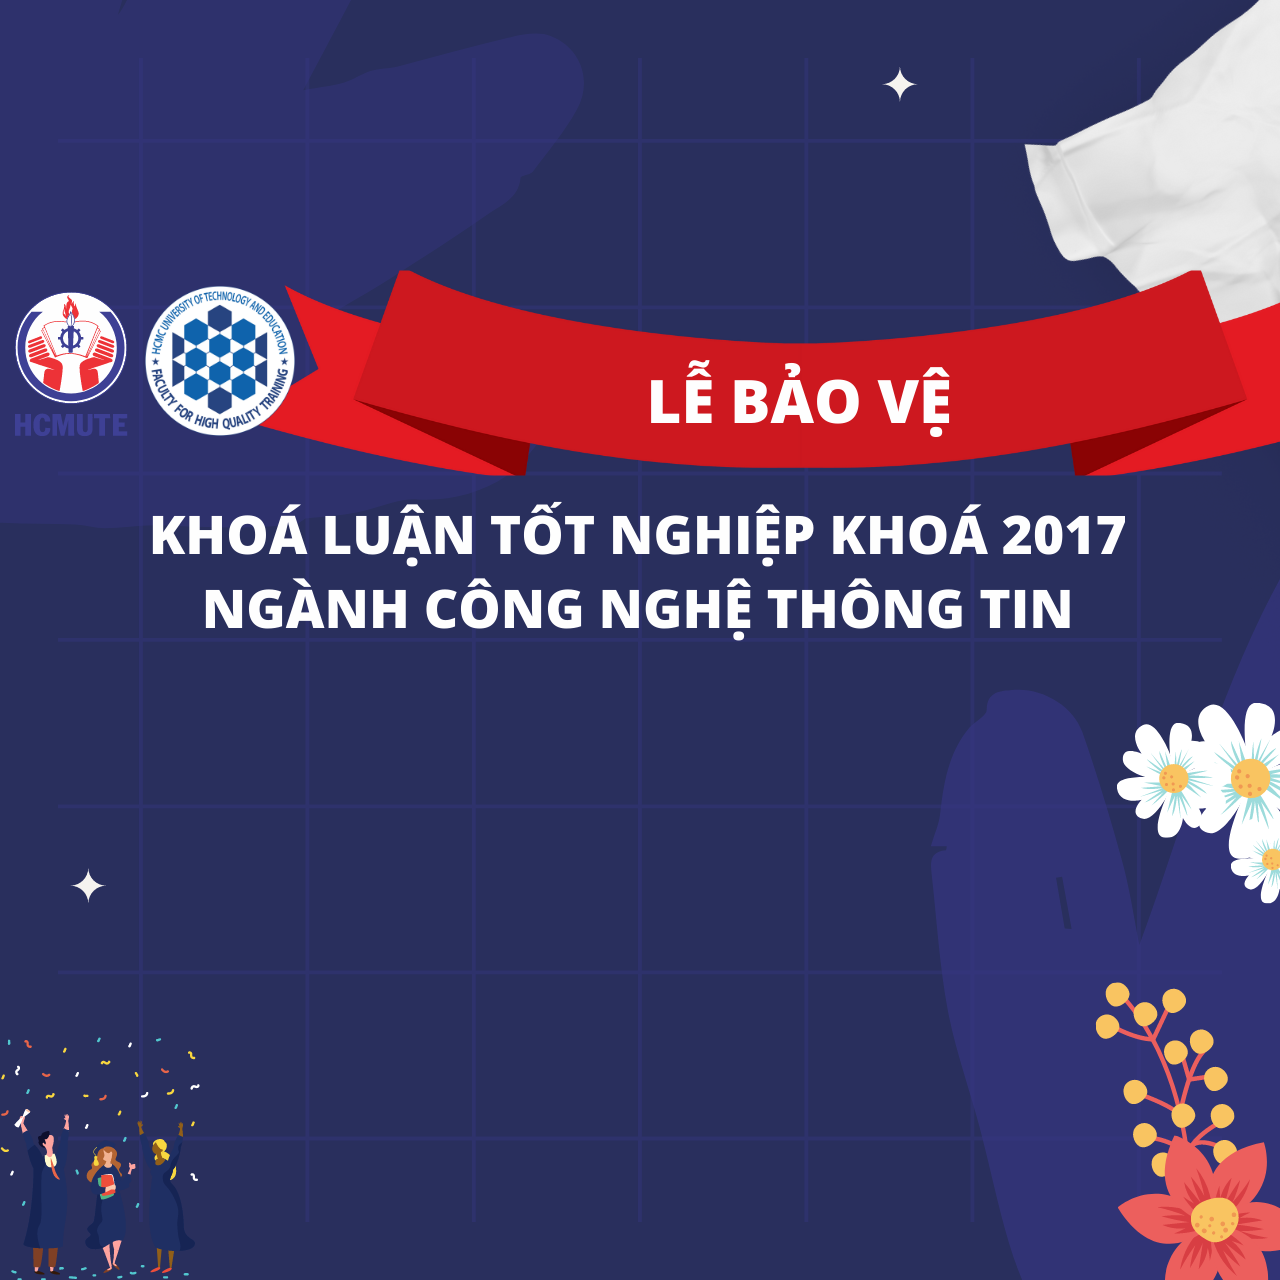 HCMUTE
HCMC UNIVERSITY OF TECHNOLOGY AND EDUCATION
FACULTY FOR HIGH QUALITY TRAINING
LỄ BẢO VỆ
KHOÁ LUẬN TỐT NGHIỆP KHOÁ 2017
NGÀNH CÔNG NGHỆ THÔNG TIN